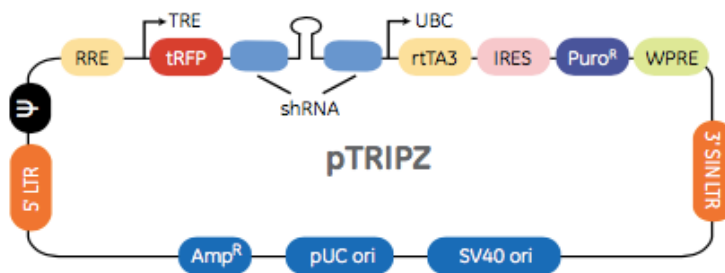 TRE
UBC
RRE
tRFP
rtTA3
IRES
Puroᴿ
WPRE
shRNA
Ψ
pTRIPZ
5' LTR
3' SIN LTR
Ampᴿ
pUC ori
SV40 ori